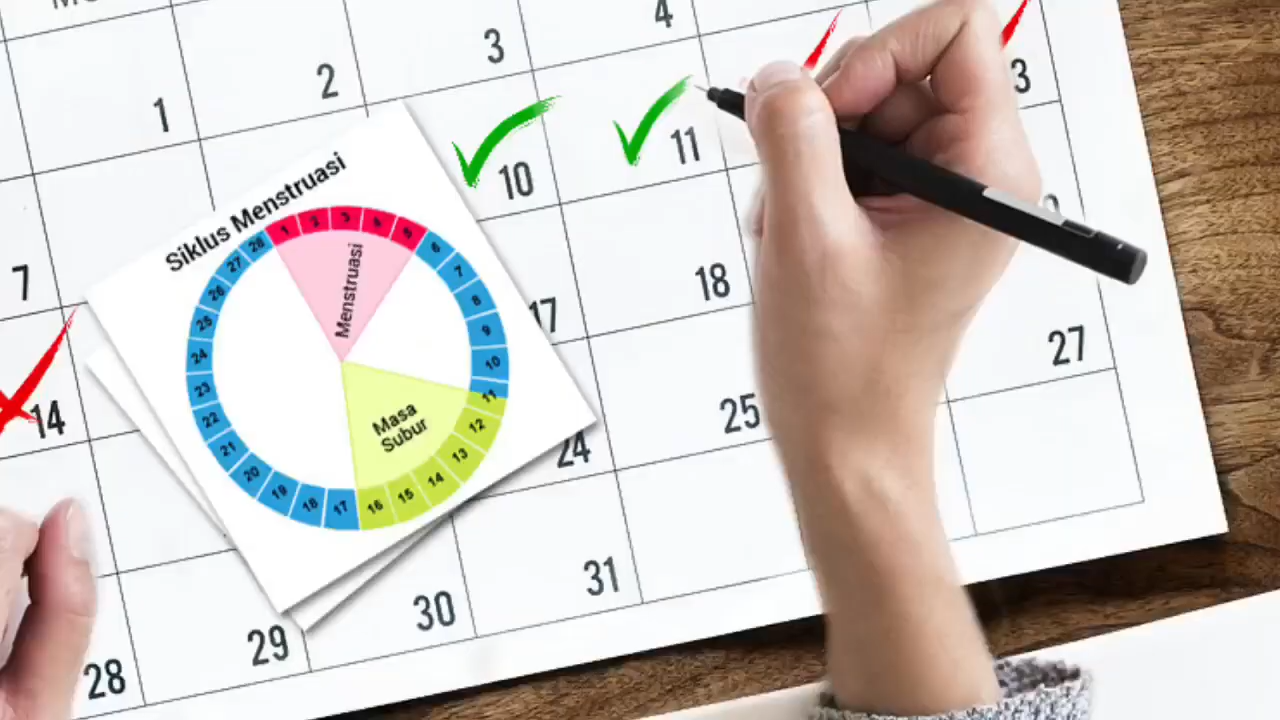 1 2 3 4
7 10 11
14 17 18
24 25 27
28 29 30 31
Siklus Menstruasi
1 2 3 4 5 6 7 8 9 10 11 12 13 14 15 16 17 18 19 20 21 22 23 24 25 26 27 28
Menstruasi
Masa
Subur